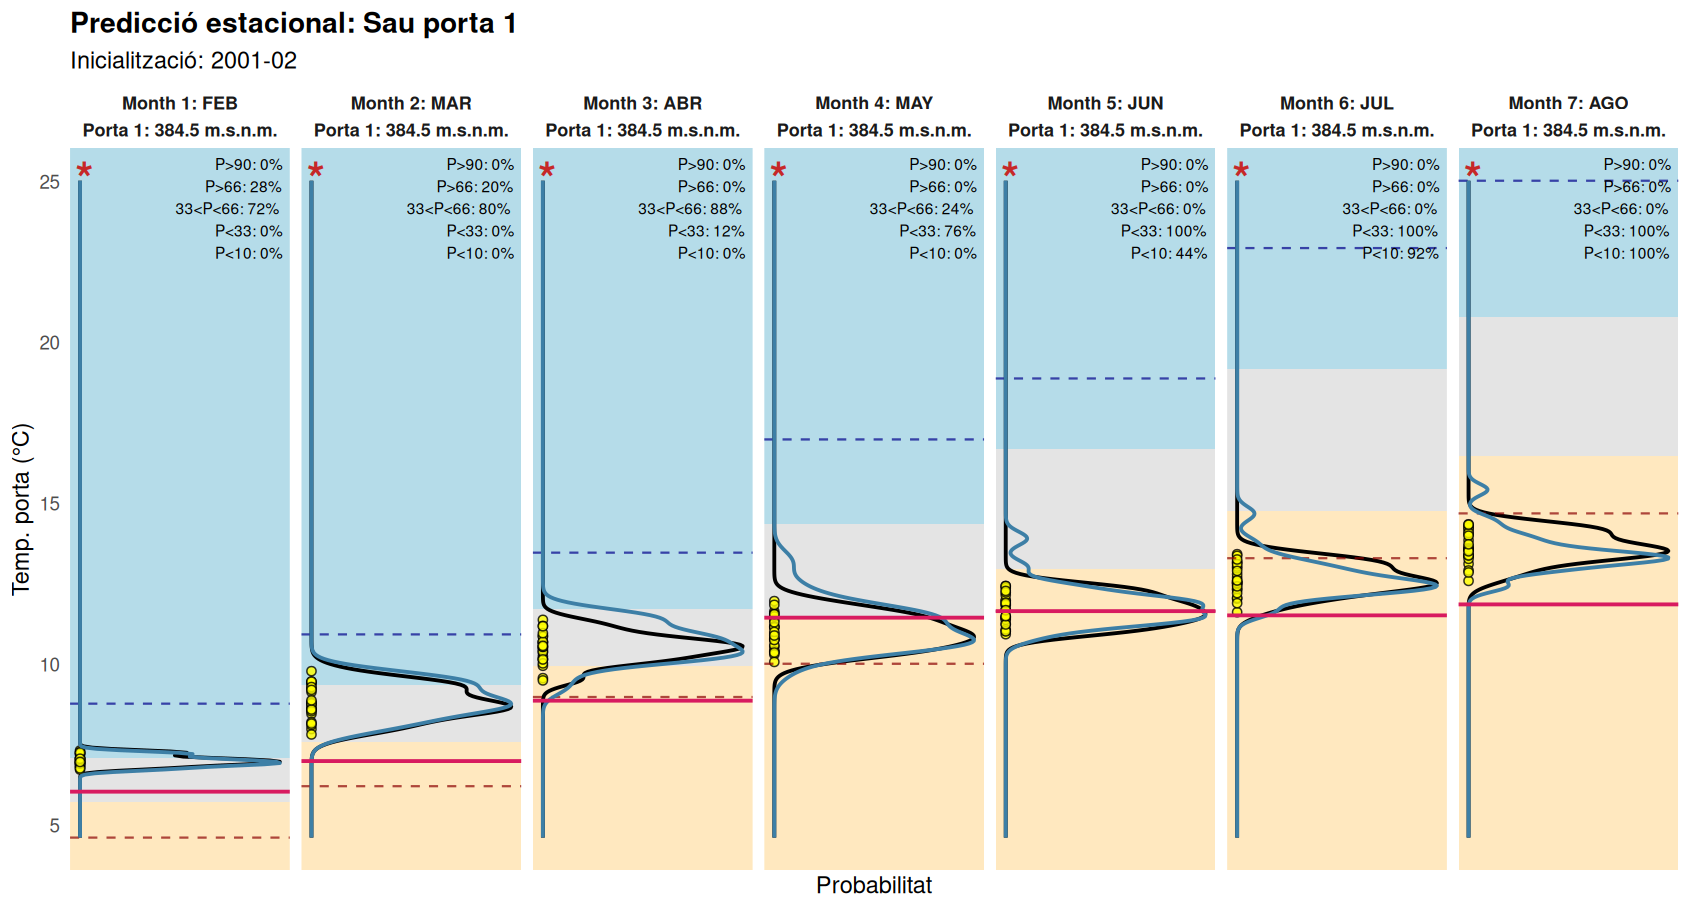 Predicció estacional: Sau porta 1
Inicialització: 2001-02
Month 1: FEB
Porta 1: 384.5 m.s.n.m.
Month 2: MAR
Porta 1: 384.5 m.s.n.m.
Month 3: ABR
Porta 1: 384.5 m.s.n.m.
Month 4: MAY
Porta 1: 384.5 m.s.n.m.
Month 5: JUN
Porta 1: 384.5 m.s.n.m.
Month 6: JUL
Porta 1: 384.5 m.s.n.m.
Month 7: AGO
Porta 1: 384.5 m.s.n.m.
*
P>90: 0%
P>66: 28%
33<P<66: 72%
P<33: 0%
P<10: 0%
*
P>90: 0%
P>66: 20%
33<P<66: 80%
P<33: 0%
P<10: 0%
*
P>90: 0%
P>66: 0%
33<P<66: 88%
P<33: 12%
P<10: 0%
*
P>90: 0%
P>66: 0%
33<P<66: 24%
P<33: 76%
P<10: 0%
*
P>90: 0%
P>66: 0%
33<P<66: 0%
P<33: 100%
P<10: 44%
*
P>90: 0%
P>66: 0%
33<P<66: 0%
P<33: 100%
P<10: 92%
*
P>90: 0%
P>66: 0%
33<P<66: 0%
P<33: 100%
P<10: 100%
25
20
15
10
5
Temp. porta (°C)
Probabilitat